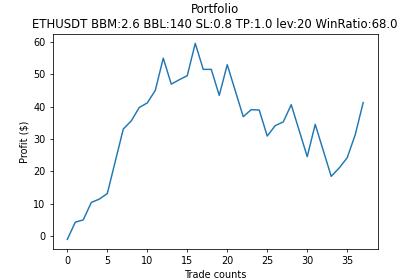 Portfolio
ETHUSDT BBM:2.6 BBL:140 SL:0.8 TP:1.0 lev:20 WinRatio:68.0
60
50
40
30
20
10
0
Profit ($)
0 5 10 15 20 25 30 35
Trade counts